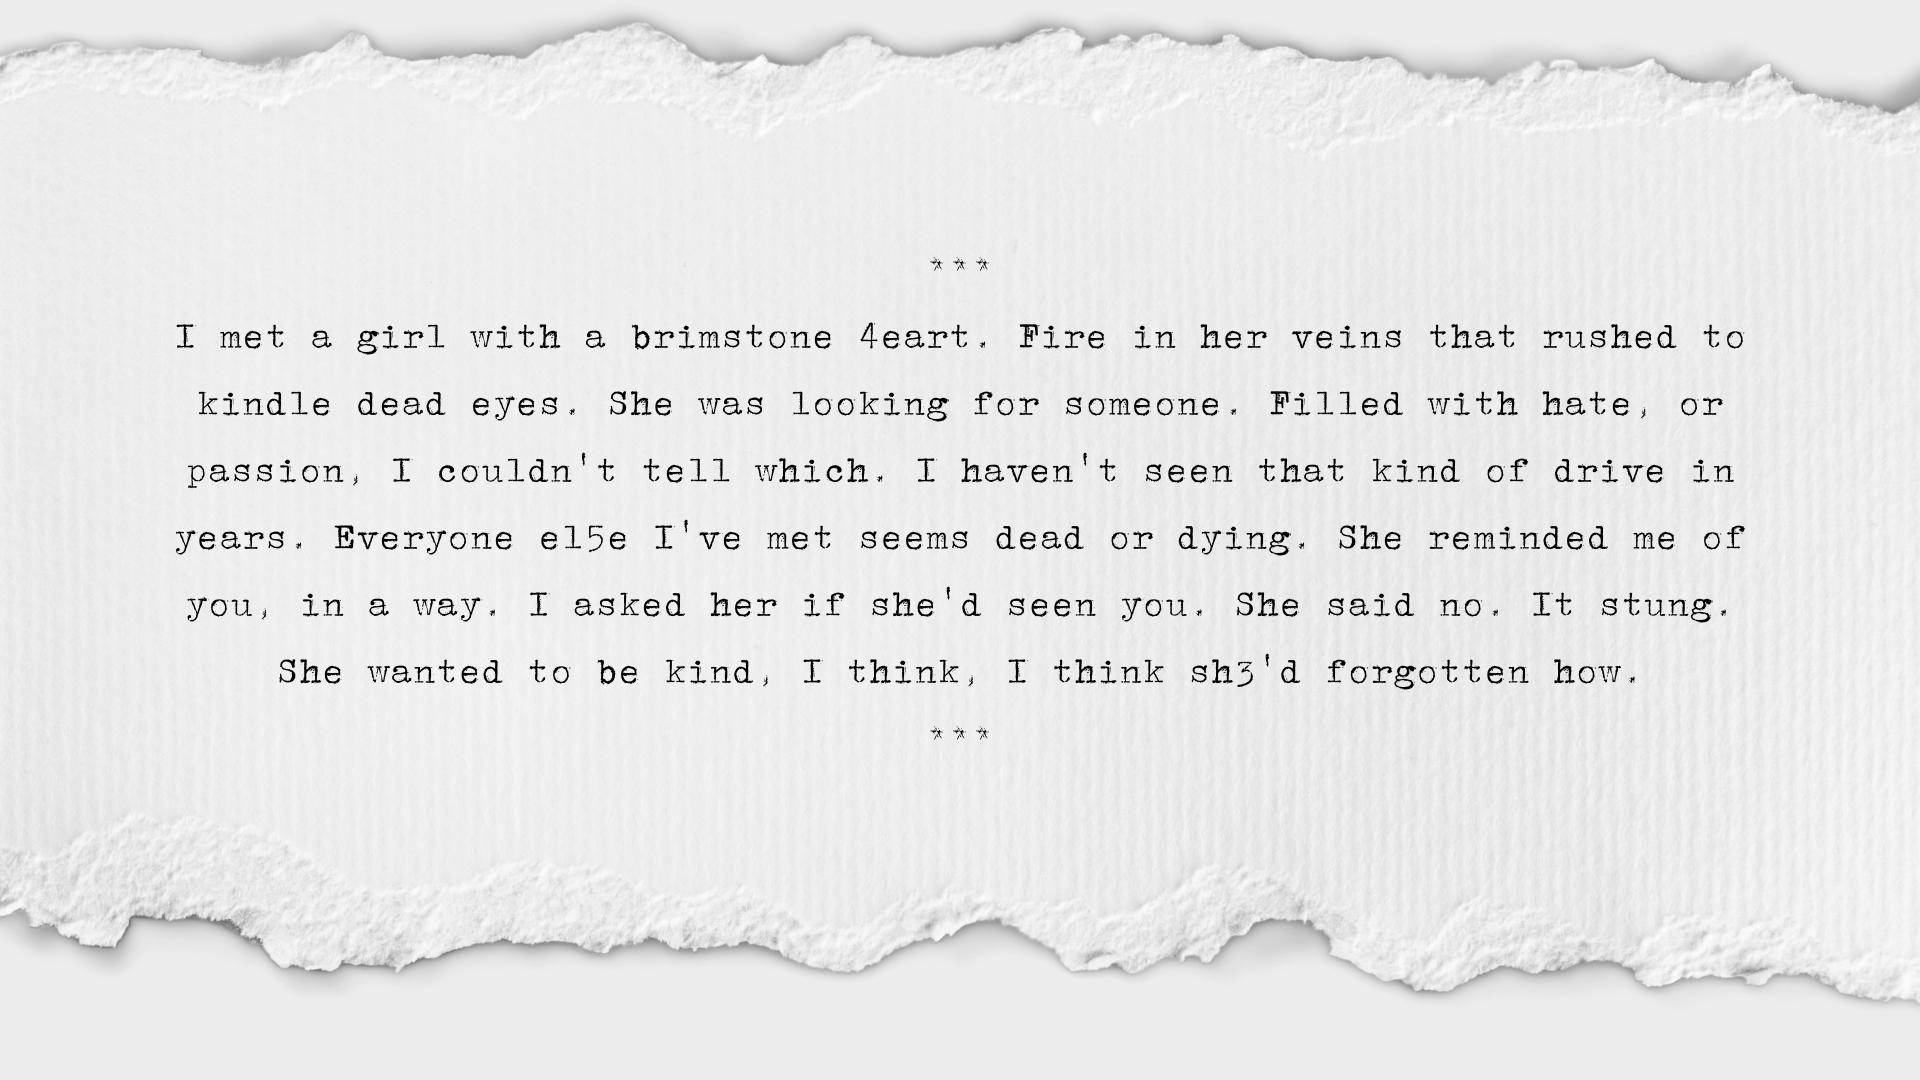 ***
I met a girl with a brimstone 4eart. Fire in her veins that rushed to
kindle dead eyes. She was looking for someone. Filled with hate, or
passion, I couldn't tell which. I haven't seen that kind of drive in
years. Everyone el5e I've met seems dead or dying. She reminded me of
you, in a way. I asked her if she'd seen you. She said no. It stung.
She wanted to be kind, I think, I think sh3'd forgotten how.
***